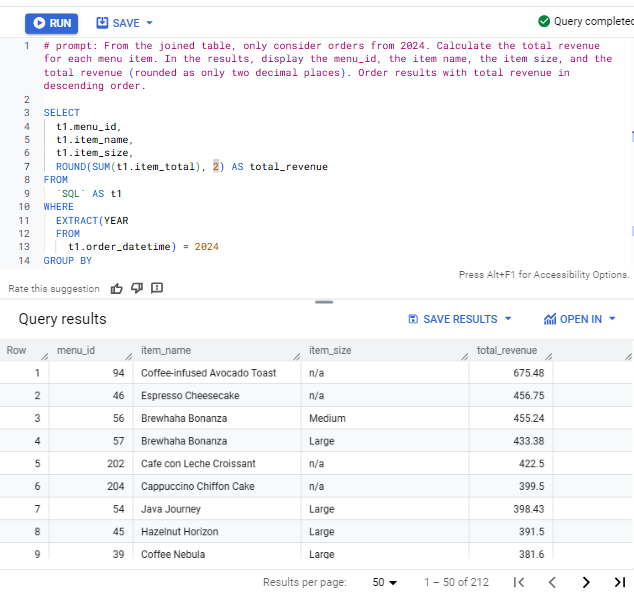 RUN SAVE Query completed
1 # prompt: From the joined table, only consider orders from 2024. Calculate the total revenue
for each menu item. In the results, display the menu_id, the item name, the item size, and the
total revenue (rounded as only two decimal places). Order results with total revenue in
descending order.
2
3 SELECT
4 t1.menu_id,
5 t1.item_name,
6 t1.item_size,
7 ROUND(SUM(t1.item_total), 2) AS total_revenue
8 FROM
9 `SQL` AS t1
10 WHERE
11 EXTRACT(YEAR
12 FROM
13 t1.order_datetime) = 2024
14 GROUP BY
Press Alt+F1 for Accessibility Options.
Rate this suggestion
Query results SAVE RESULTS OPEN IN
Row menu_id item_name item_size total_revenue
1 94 Coffee-infused Avocado Toast n/a 675.48
2 46 Espresso Cheesecake n/a 456.75
3 56 Brewhaha Bonanza Medium 455.24
4 57 Brewhaha Bonanza Large 433.38
5 202 Cafe con Leche Croissant n/a 422.5
6 204 Cappuccino Chiffon Cake n/a 399.5
7 54 Java Journey Large 398.43
8 45 Hazelnut Horizon Large 391.5
9 39 Coffee Nebula Large 381.6
Results per page: 50 1 – 50 of 212